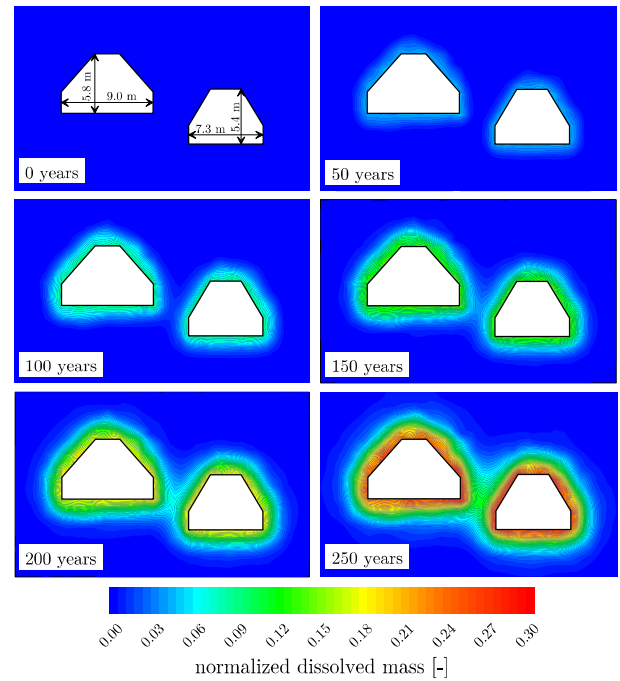 5.8 m
9.0 m
7.3 m
5.4 m
0 years
50 years
100 years
150 years
200 years
250 years
0.00 0.03 0.06 0.09 0.12 0.15 0.18 0.21 0.24 0.27 0.30
normalized dissolved mass [-]